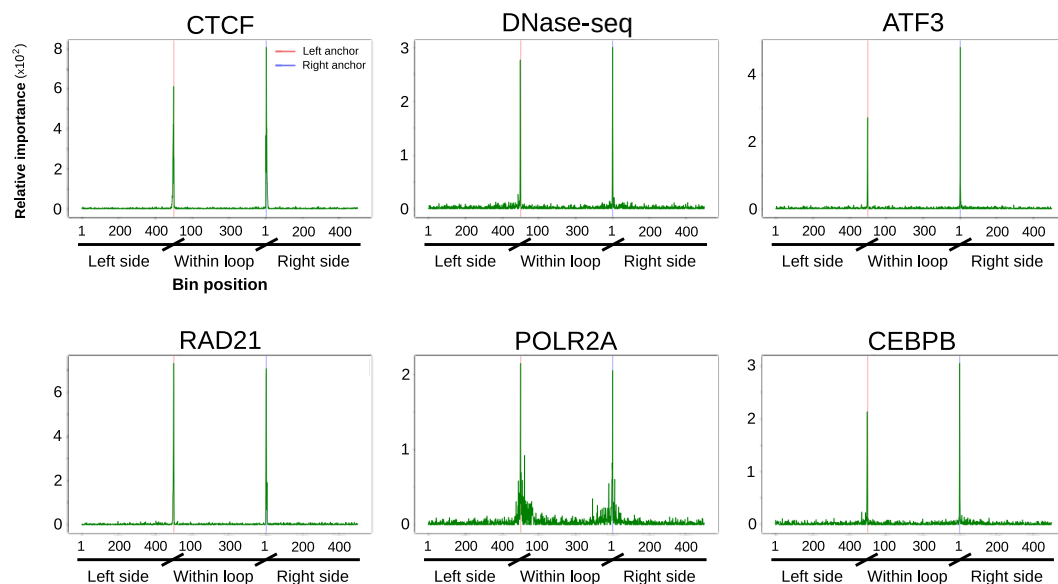 CTCF
DNase-seq
ATF3
Relative importance (x10²)
8
6
4
2
0
Left anchor
Right anchor
3
2
1
0
4
2
0
1 200 400 100 300 1 200 400
1 200 400 100 300 1 200 400
1 200 400 100 300 1 200 400
Left side Within loop Right side
Left side Within loop Right side
Left side Within loop Right side
Bin position
RAD21
POLR2A
CEBPB
6
4
2
0
2
1
0
3
2
1
0
1 200 400 100 300 1 200 400
1 200 400 100 300 1 200 400
1 200 400 100 300 1 200 400
Left side Within loop Right side
Left side Within loop Right side
Left side Within loop Right side